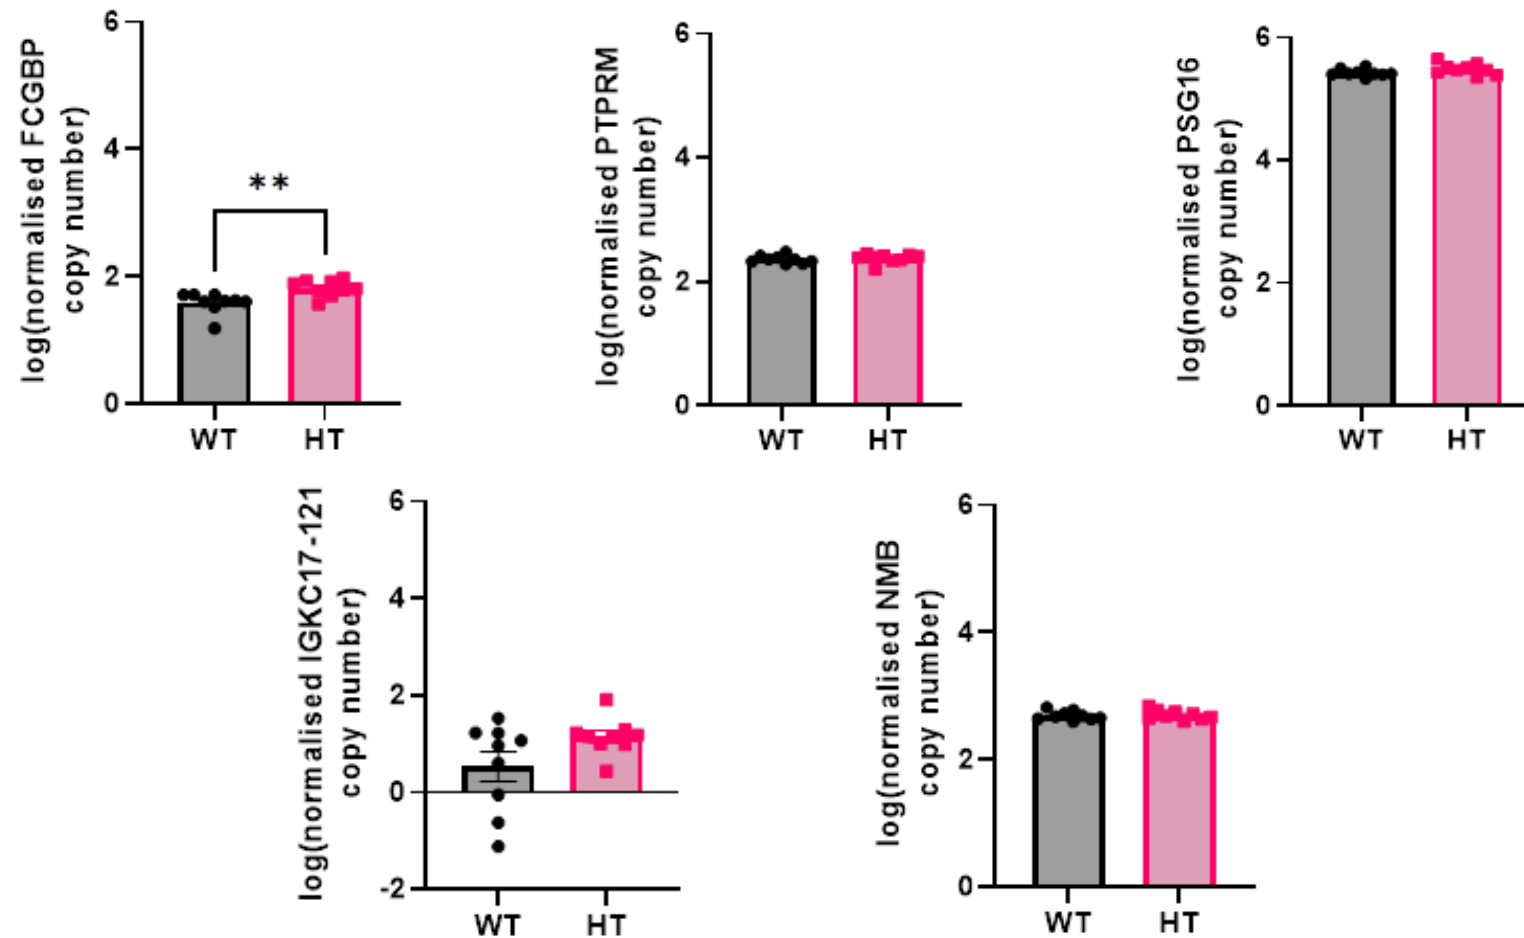 log(normalised FCGBP
copy number)
6
4
2
0
**
WT
HT
log(normalised PTPRM
copy number)
6
4
2
0
WT
HT
log(normalised PSG16
copy number)
6
4
2
0
WT
HT
log(normalised IGKC17-121
copy number)
6
4
2
0
-2
WT
HT
log(normalised NMB
copy number)
6
4
2
0
WT
HT